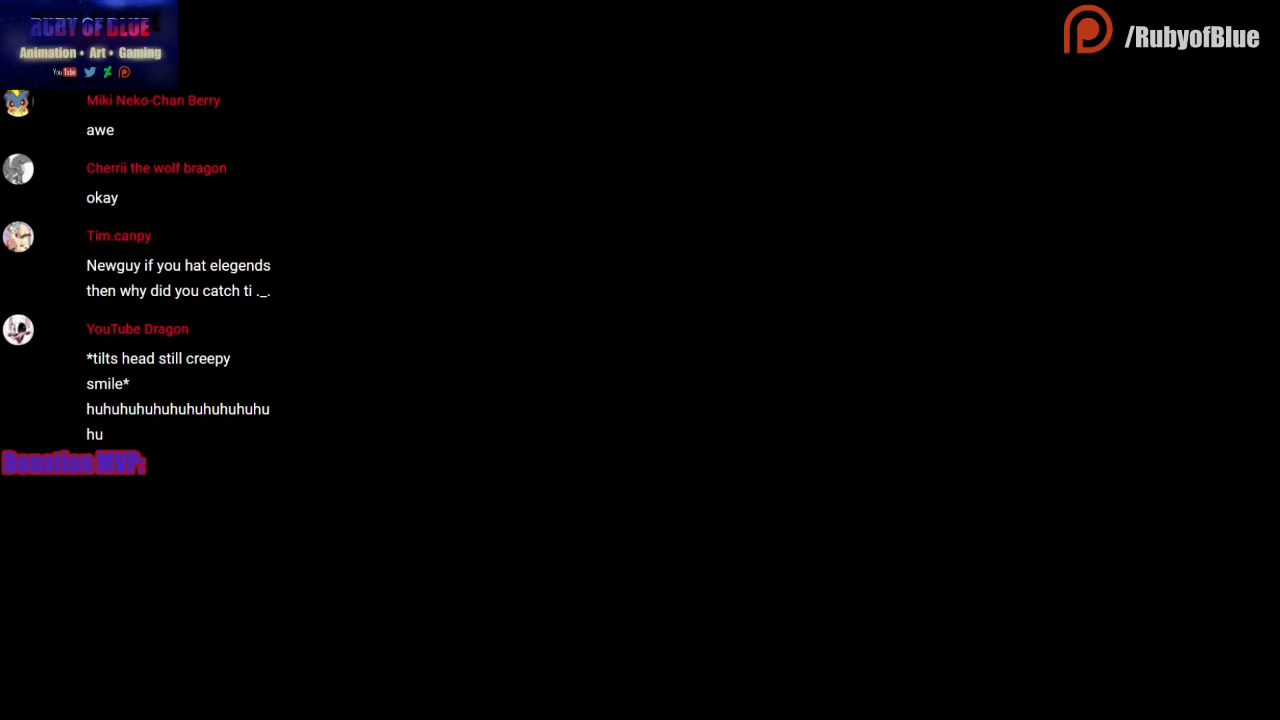 RUBY OF BLUE
/RubyofBlue
Animation • Art • Gaming
YouTube
Miki Neko-Chan Berry
awe
Cherrii the wolf bragon
okay
Tim.canpy
Newguy if you hat elegends
then why did you catch ti ._.
YouTube Dragon
*tilts head still creepy
smile*
huhuhuhuhuhuhuhuhuhuhu
hu
Donation MVP: